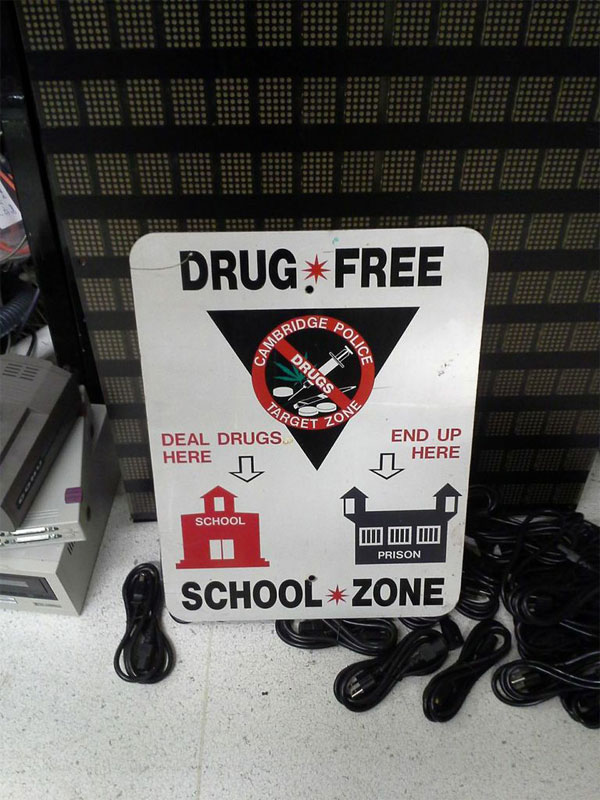 DRUG✶FREE
CAMBRIDGE POLICE
DRUGS
TARGET ZONE
DEAL DRUGS
HERE
END UP
HERE
SCHOOL
PRISON
SCHOOL✶ZONE